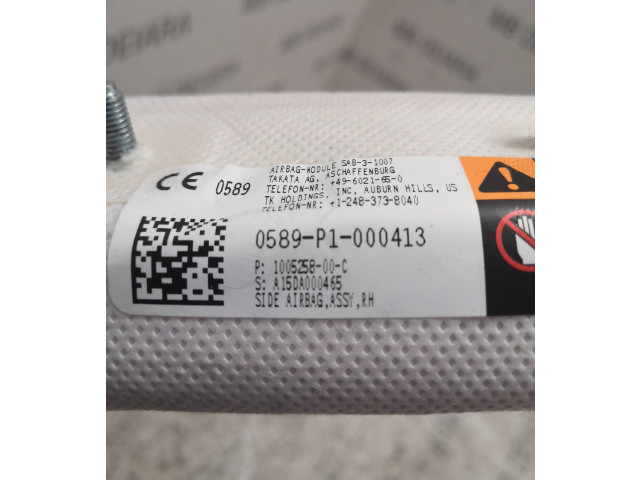 CE 0589
AIRBAG-MODULE SAB-3-1007
TAKATA AG, ASCHAFFENBURG
TELEFON-NR: +49-6021-65-0
TK HOLDINGS, INC, AUBURN HILLS, US
TELEFON-NR: +1-248-373-8040
0589-P1-000413
P: 1005258-00-C
S: A15DA000465
SIDE AIRBAG,ASSY,RH